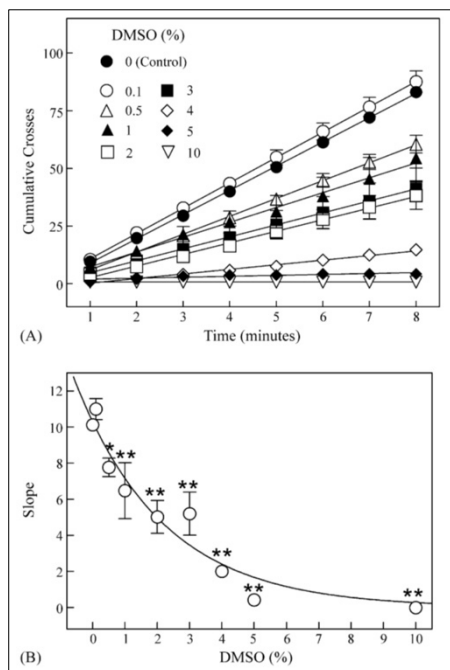 DMSO (%)
0 (Control)
0.1
3
0.5
4
1
5
2
10
100
75
50
25
0
Cumulative Crosses
1 2 3 4 5 6 7 8
Time (minutes)
(A)
12
10
8
6
4
2
0
Slope
*
**
**
**
**
**
**
0 1 2 3 4 5 6 7 8 9 10
DMSO (%)
(B)